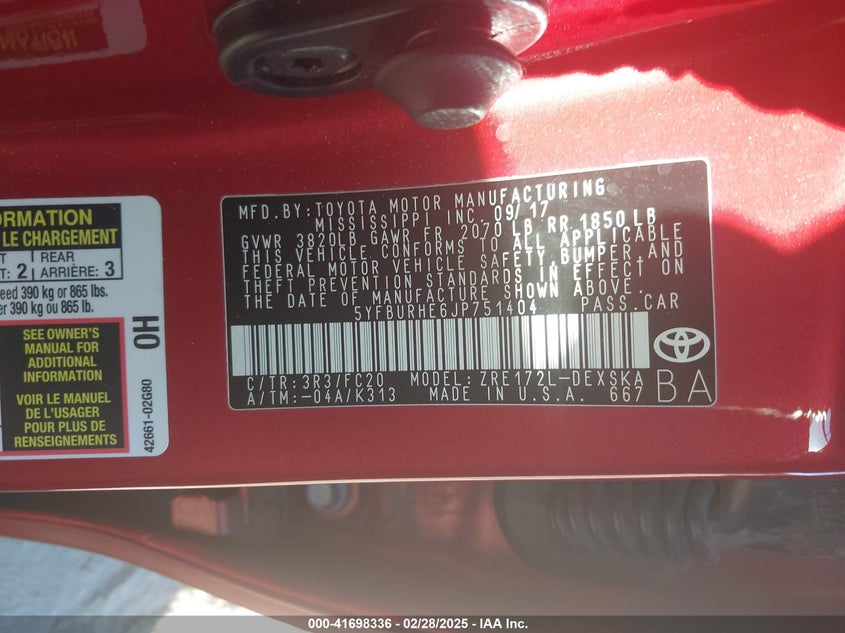 ORMATION
LE CHARGEMENT
REAR
2 ARRIÈRE: 3
eed 390 kg or 865 lbs.
er 390 kg ou 865 lb.
SEE OWNER'S
MANUAL FOR
ADDITIONAL
INFORMATION
VOIR LE MANUEL
DE L'USAGER
POUR PLUS DE
RENSEIGNEMENTS
0H
42661-02G80
MFD.BY:TOYOTA MOTOR MANUFACTURING
MISSISSIPPI INC.09/17
GVWR 3820LB GAWR FR 2070 LB RR 1850 LB
THIS VEHICLE CONFORMS TO ALL APPLICABLE
FEDERAL MOTOR VEHICLE SAFETY,BUMPER,AND
THEFT PREVENTION STANDARDS IN EFFECT ON
THE DATE OF MANUFACTURE SHOWN ABOVE.
5YFBURHE6JP751404 PASS.CAR
C/TR:3R3/FC20 MODEL:ZRE172L-DEXSKA
A/TM:-04A/K313 MADE IN U.S.A. 667
BA
000-41698336 - 02/28/2025 - IAA Inc.